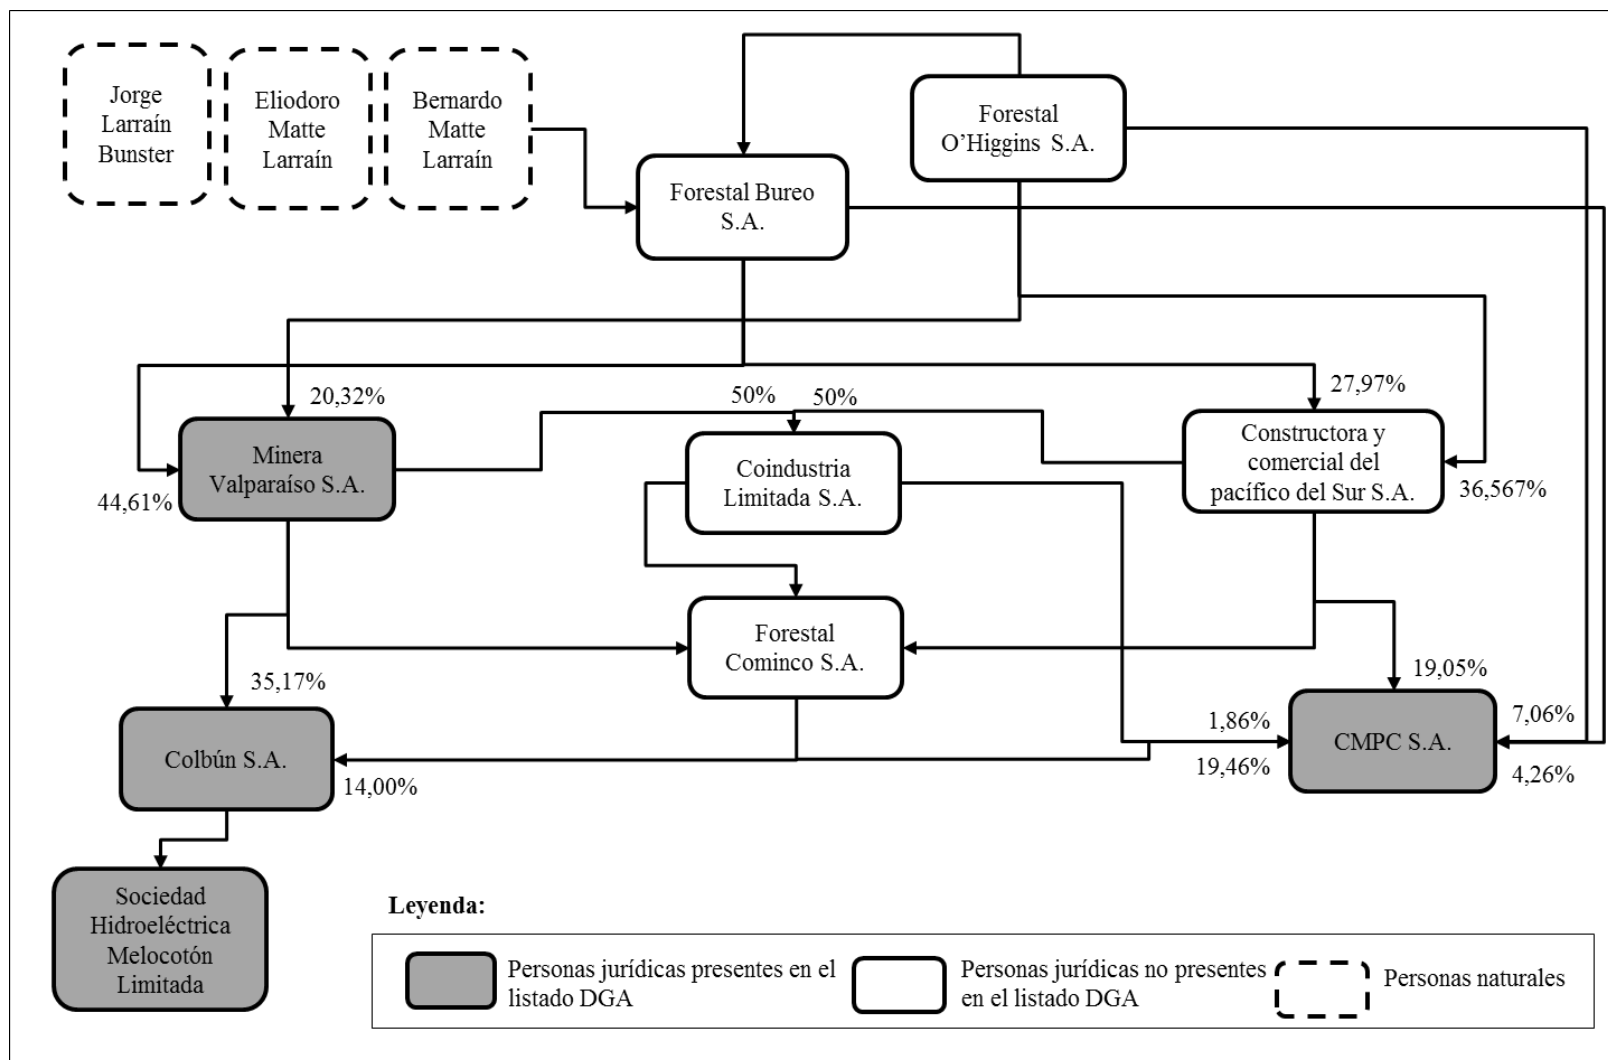 Jorge
Larraín
Bunster
Eliodoro
Matte
Larraín
Bernardo
Matte
Larraín
Forestal
O’Higgins S.A.
Forestal Bureo
S.A.
20,32%
50%
50%
27,97%
Minera
Valparaíso S.A.
44,61%
Coindustria
Limitada S.A.
Constructora y
comercial del
pacífico del Sur S.A.
36,567%
Forestal
Cominco S.A.
35,17%
19,05%
Colbún S.A.
14,00%
1,86%
19,46%
CMPC S.A.
7,06%
4,26%
Sociedad
Hidroeléctrica
Melocotón
Limitada
Leyenda:
Personas jurídicas presentes en el
listado DGA
Personas jurídicas no presentes
en el listado DGA
Personas naturales